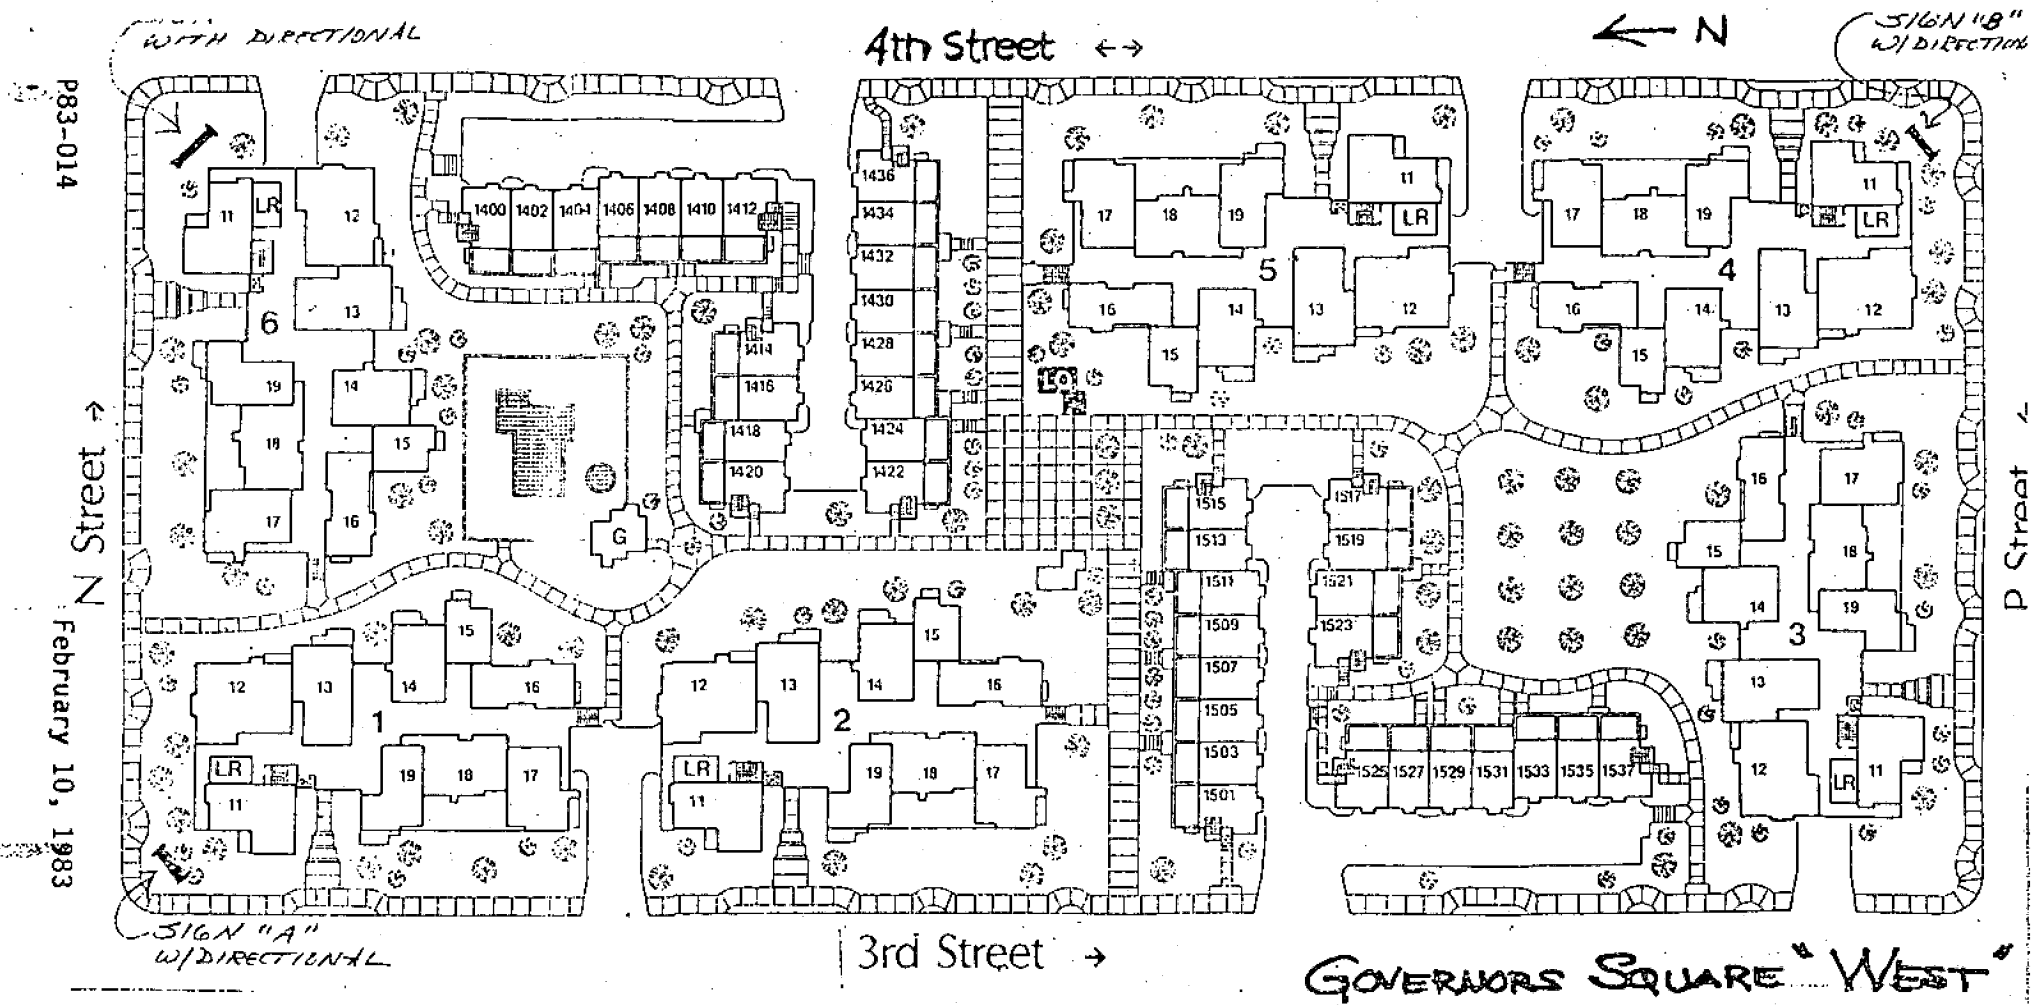 WITH DIRECTIONAL
4th Street ↔
← N
SIGN "B"
W/ DIRECTION
P83-014
N Street →
February 10, 1983
P Street ←
11 LR 12
13
6
19 14
18 15
17 16
1400 1402 1404 1406 1408 1410 1412
1414
1416
1418
1420
G
1436
1434
1432
1430
1428
1426
1424
1422
17 18 19 11
LR
5
16 14 13 12
15
17 18 19 11
LR
4
16 14 13 12
15
1515
1513
1511
1509
1507
1505
1503
1501
1517
1519
1521
1523
1525 1527 1529 1531 1533 1535 1537
16 17
15 18
14 19
3
13
12 LR 11
15
12 13 14 16
1
LR 19 18 17
11
15
12 13 14 16
2
LR 19 18 17
11
SIGN "A"
W/DIRECTIONAL
3rd Street →
GOVERNORS SQUARE "WEST"